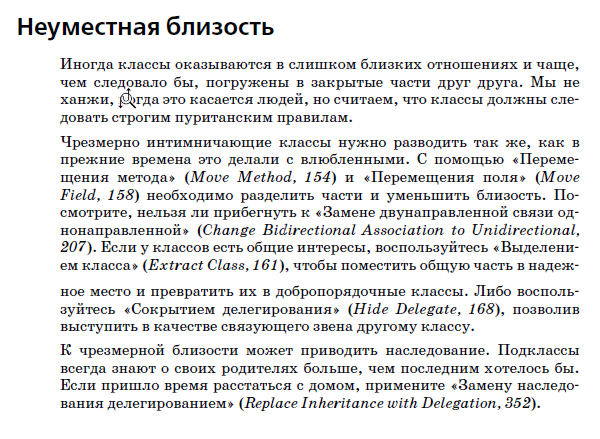 Неуместная близость
Иногда классы оказываются в слишком близких отношениях и чаще,
чем следовало бы, погружены в закрытые части друг друга. Мы не
ханжи, когда это касается людей, но считаем, что классы должны сле-
довать строгим пуританским правилам.
Чрезмерно интимничающие классы нужно разводить так же, как в
прежние времена это делали с влюбленными. С помощью «Переме-
щения метода» (Move Method, 154) и «Перемещения поля» (Move
Field, 158) необходимо разделить части и уменьшить близость. По-
смотрите, нельзя ли прибегнуть к «Замене двунаправленной связи од-
нонаправленной» (Change Bidirectional Association to Unidirectional,
207). Если у классов есть общие интересы, воспользуйтесь «Выделени-
ем класса» (Extract Class, 161), чтобы поместить общую часть в надеж-
ное место и превратить их в добропорядочные классы. Либо восполь-
зуйтесь «Сокрытием делегирования» (Hide Delegate, 168), позволив
выступить в качестве связующего звена другому классу.
К чрезмерной близости может приводить наследование. Подклассы
всегда знают о своих родителях больше, чем последним хотелось бы.
Если пришло время расстаться с домом, примените «Замену наследо-
вания делегированием» (Replace Inheritance with Delegation, 352).